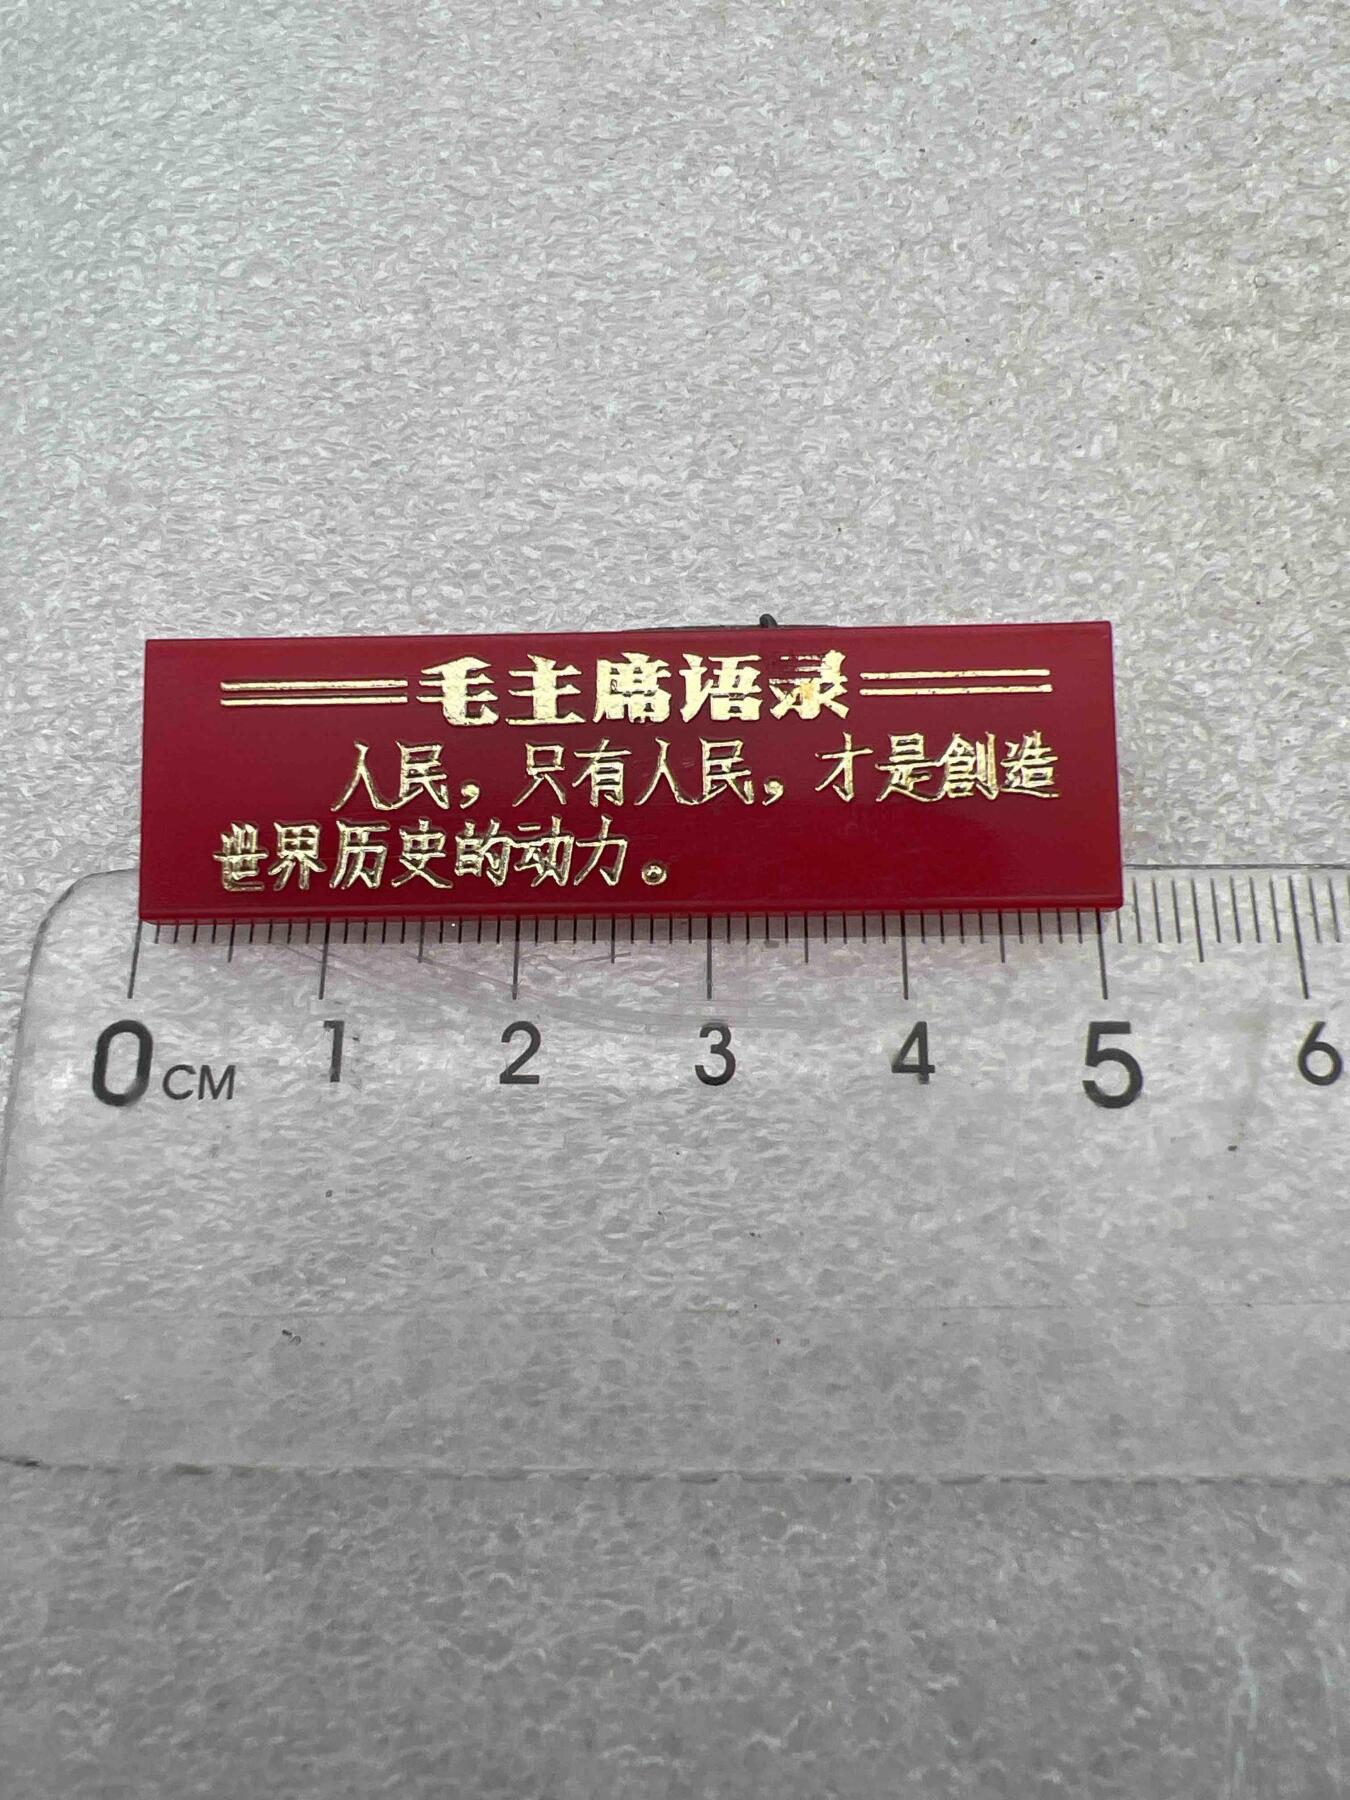 毛主席语录
人民，只有人民，才是創造
世界历史的动力。
0CM 1 2 3 4 5 6